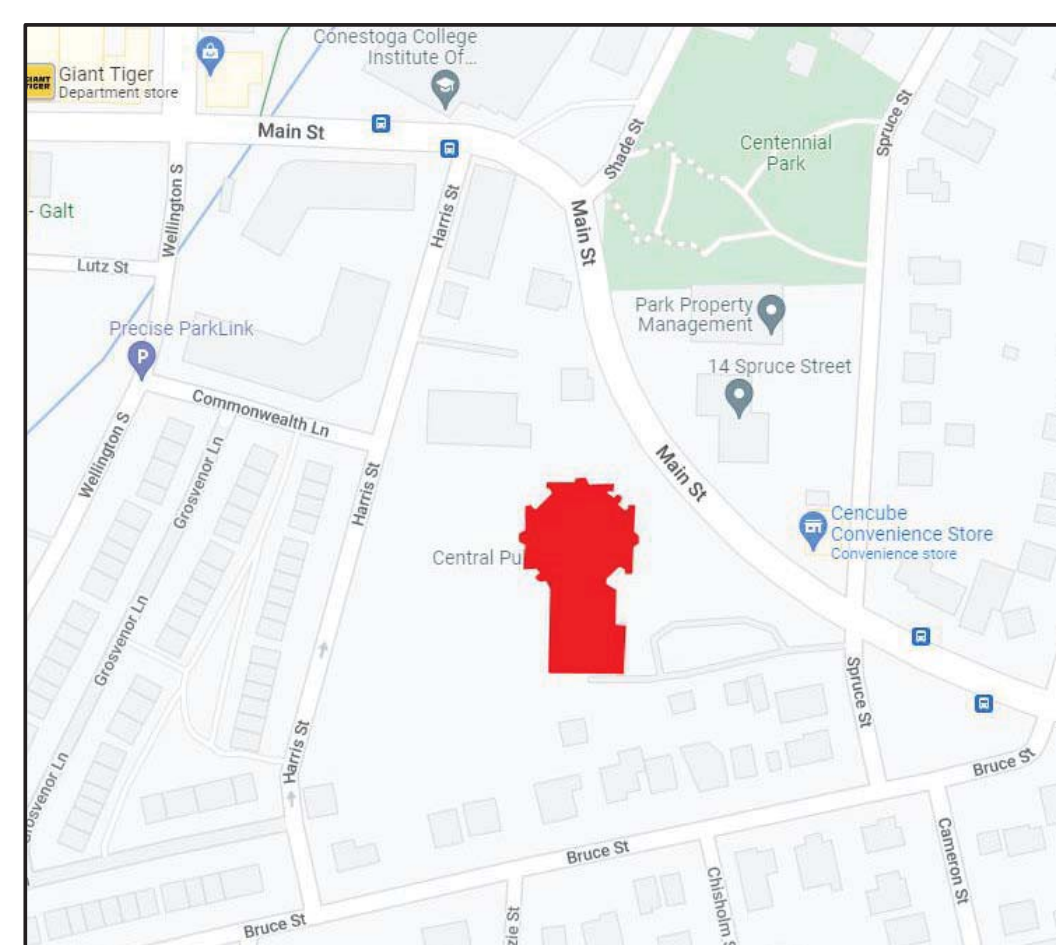 Conestoga College
Institute Of...
GIANT
TIGER
Giant Tiger
Department store
Main St
Shade St
Spruce St
Centennial
Park
Wellington S
Harris St
- Galt
Main St
Lutz St
Park Property
Management
Precise ParkLink
P
14 Spruce Street
Commonwealth Ln
Wellington S
Grosvenor Ln
Harris St
Main St
Cencube
Convenience Store
Convenience store
Central Pu
Grosvenor Ln
Spruce St
Harris St
Bruce St
Bruce St
Cameron St
Chisholm S
Bruce St